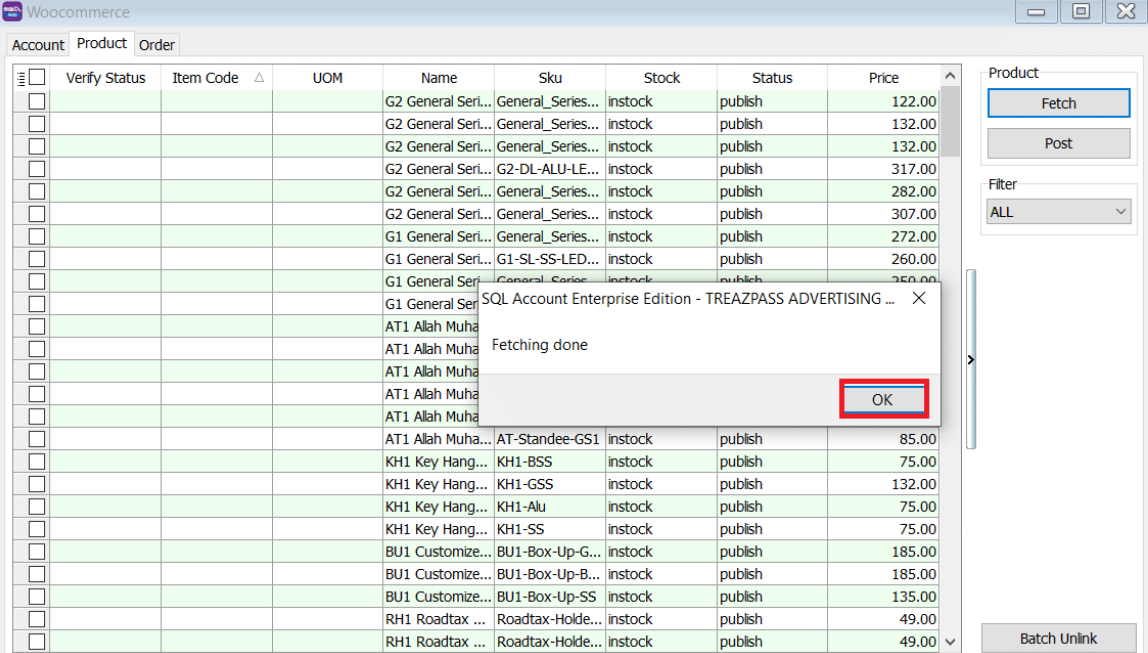 Woocommerce
Account Product Order
Verify Status Item Code UOM Name Sku Stock Status Price
G2 General Seri... General_Series... instock publish 122.00
G2 General Seri... General_Series... instock publish 132.00
G2 General Seri... General_Series... instock publish 132.00
G2 General Seri... G2-DL-ALU-LE... instock publish 317.00
G2 General Seri... General_Series... instock publish 282.00
G2 General Seri... General_Series... instock publish 307.00
G1 General Seri... General_Series... instock publish 272.00
G1 General Seri... G1-SL-SS-LED... instock publish 260.00
G1 General Seri General_Series... instock publish 250.00
G1 General Ser
AT1 Allah Muha
AT1 Allah Muha
AT1 Allah Muha
AT1 Allah Muha
AT1 Allah Muha
AT1 Allah Muha... AT-Standee-GS1 instock publish 85.00
KH1 Key Hang... KH1-BSS instock publish 75.00
KH1 Key Hang... KH1-GSS instock publish 132.00
KH1 Key Hang... KH1-Alu instock publish 75.00
KH1 Key Hang... KH1-SS instock publish 75.00
BU1 Customize... BU1-Box-Up-G... instock publish 185.00
BU1 Customize... BU1-Box-Up-B... instock publish 185.00
BU1 Customize... BU1-Box-Up-SS instock publish 135.00
RH1 Roadtax ... Roadtax-Holde... instock publish 49.00
RH1 Roadtax ... Roadtax-Holde... instock publish 49.00
SQL Account Enterprise Edition - TREAZPASS ADVERTISING ...
Fetching done
OK
Product
Fetch
Post
Filter
ALL
Batch Unlink